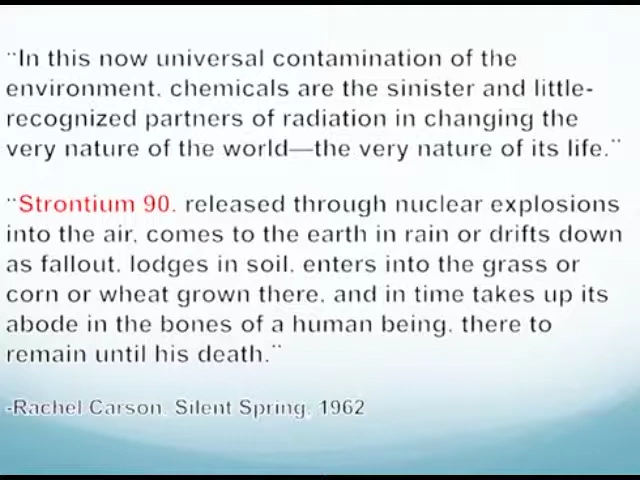 ¨In this now universal contamination of the
environment, chemicals are the sinister and little-
recognized partners of radiation in changing the
very nature of the world—the very nature of its life.¨
¨Strontium 90, released through nuclear explosions
into the air, comes to the earth in rain or drifts down
as fallout, lodges in soil, enters into the grass or
corn or wheat grown there, and in time takes up its
abode in the bones of a human being, there to
remain until his death.¨
-Rachel Carson, Silent Spring, 1962